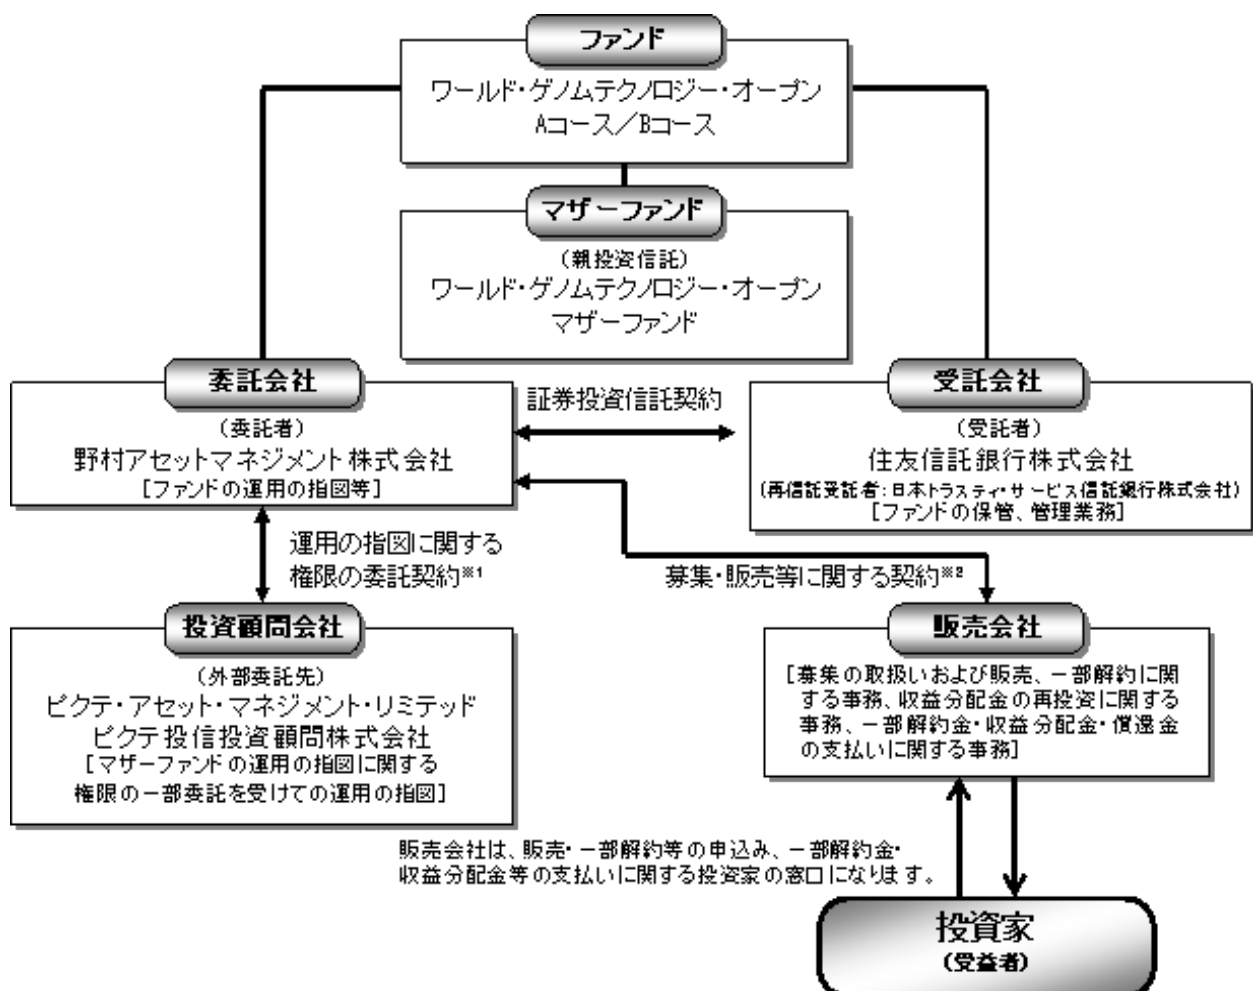 ファンド
ワールド・ゲノムテクノロジー・オープン
Aコース／Bコース
マザーファンド
(親投資信託)
ワールド・ゲノムテクノロジー・オープン
マザーファンド
委託会社
(委託者)
野村アセットマネジメント株式会社
[ファンドの運用の指図等]
証券投資信託契約
受託会社
(受託者)
住友信託銀行株式会社
(再信託受託者:日本トラスティ・サービス信託銀行株式会社)
[ファンドの保管、管理業務]
運用の指図に関する
権限の委託契約※1
募集・販売等に関する契約※2
投資顧問会社
(外部委託先)
ピクテ・アセット・マネジメント・リミテッド
ピクテ投信投資顧問株式会社
[マザーファンドの運用の指図に関する
権限の一部委託を受けての運用の指図]
販売会社
[募集の取扱いおよび販売、一部解約に関
する事務、収益分配金の再投資に関する
事務、一部解約金・収益分配金・償還金
の支払いに関する事務]
販売会社は、販売・一部解約等の申込み、一部解約金・
収益分配金等の支払いに関する投資家の窓口になります。
投資家
(受益者)